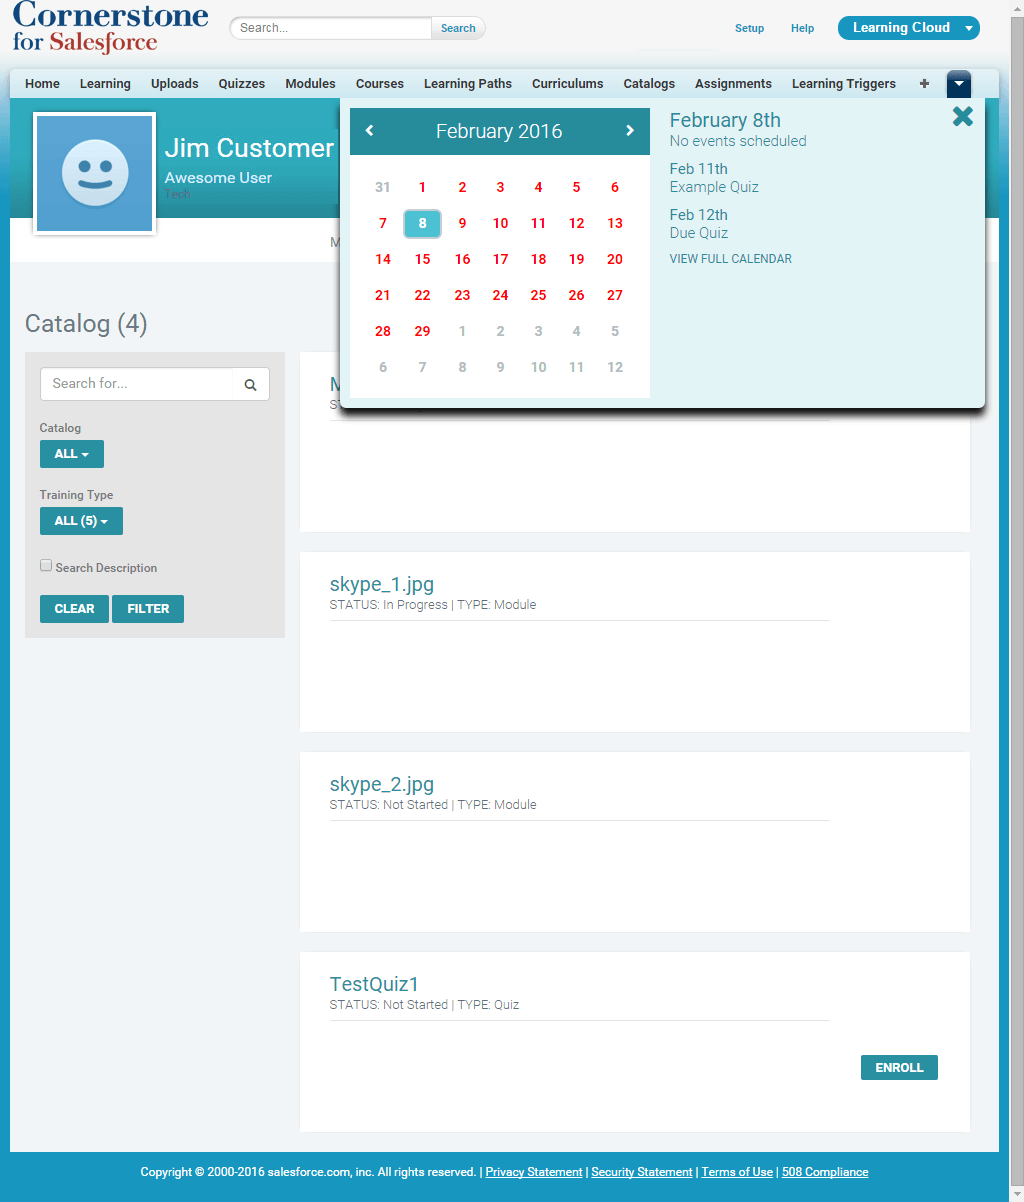 Cornerstone
for Salesforce
Search...
Search
Setup
Help
Learning Cloud
Home Learning Uploads Quizzes Modules Courses Learning Paths Curriculums Catalogs Assignments Learning Triggers +
Jim Customer
Awesome User
Tech
February 2016
31 1 2 3 4 5 6
7 8 9 10 11 12 13
14 15 16 17 18 19 20
21 22 23 24 25 26 27
28 29 1 2 3 4 5
6 7 8 9 10 11 12
February 8th
No events scheduled
Feb 11th
Example Quiz
Feb 12th
Due Quiz
VIEW FULL CALENDAR
Catalog (4)
Search for...
Catalog
ALL
Training Type
ALL (5)
Search Description
CLEAR FILTER
skype_1.jpg
STATUS: In Progress | TYPE: Module
skype_2.jpg
STATUS: Not Started | TYPE: Module
TestQuiz1
STATUS: Not Started | TYPE: Quiz
ENROLL
Copyright © 2000-2016 salesforce.com, inc. All rights reserved. | Privacy Statement | Security Statement | Terms of Use | 508 Compliance